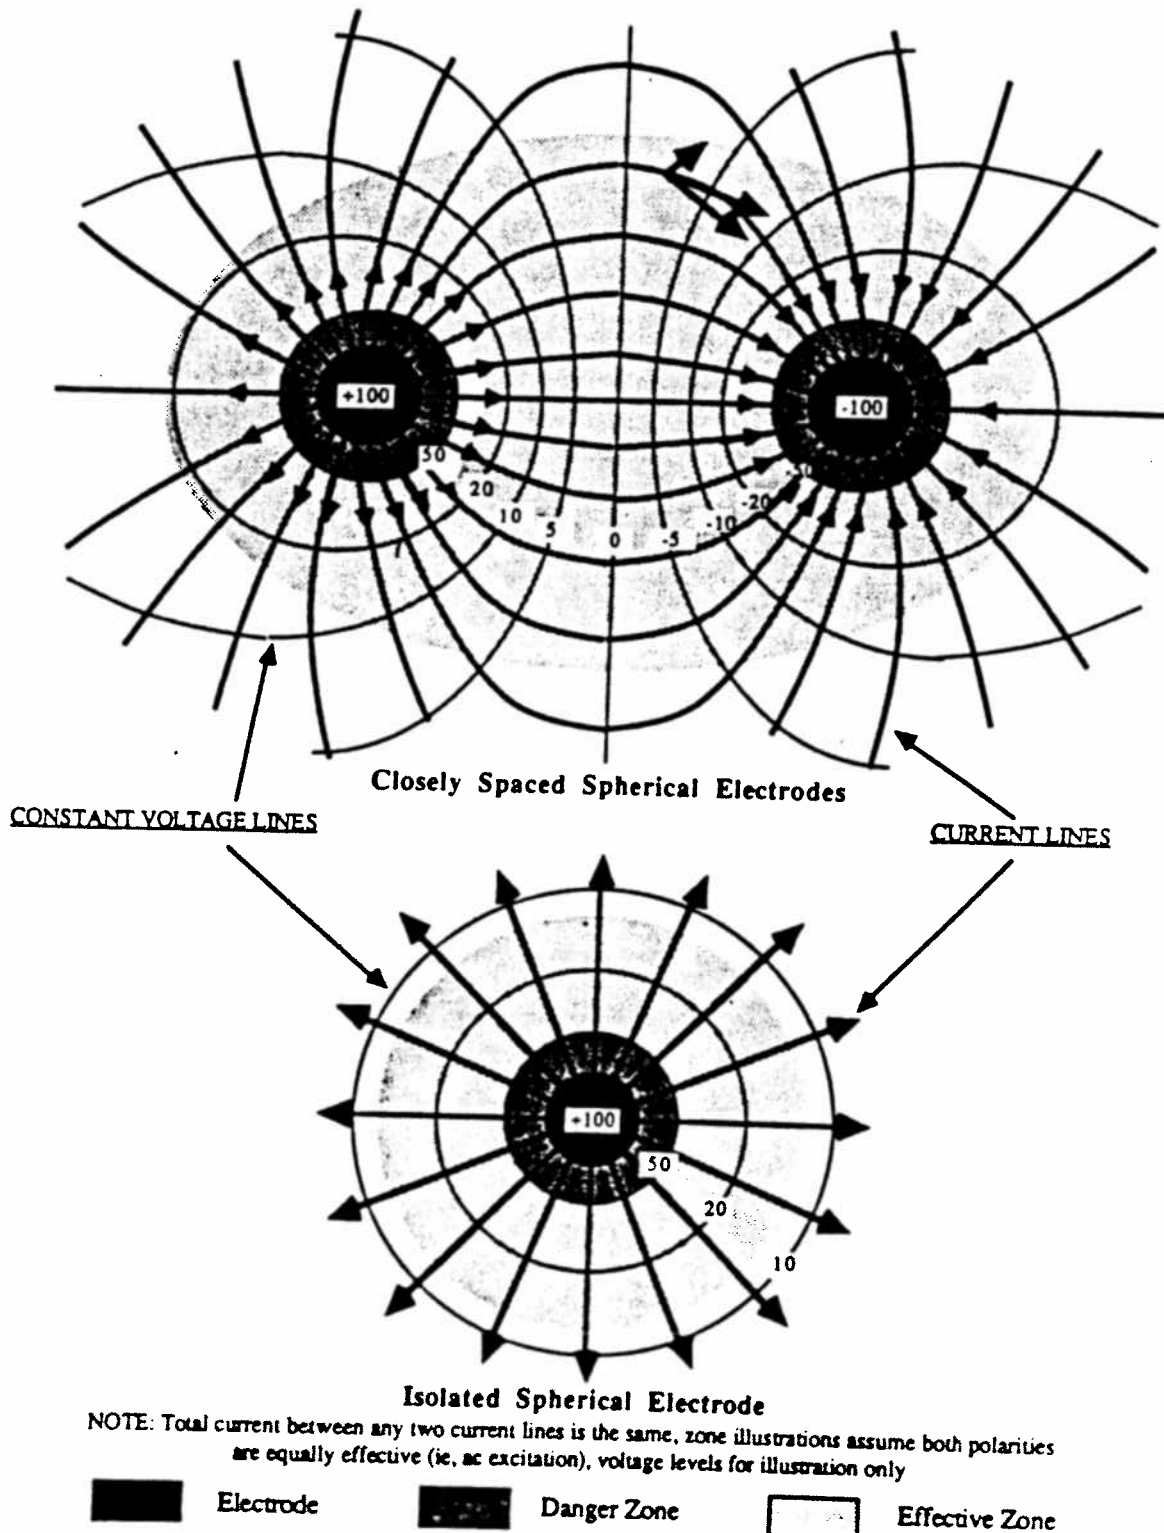 +100
-100
50
-50
20
-20
10
-10
5
0
-5
Closely Spaced Spherical Electrodes
CONSTANT VOLTAGE LINES
CURRENT LINES
+100
50
20
10
Isolated Spherical Electrode
NOTE: Total current between any two current lines is the same, zone illustrations assume both polarities
are equally effective (ie, ac excitation), voltage levels for illustration only
Electrode
Danger Zone
Effective Zone